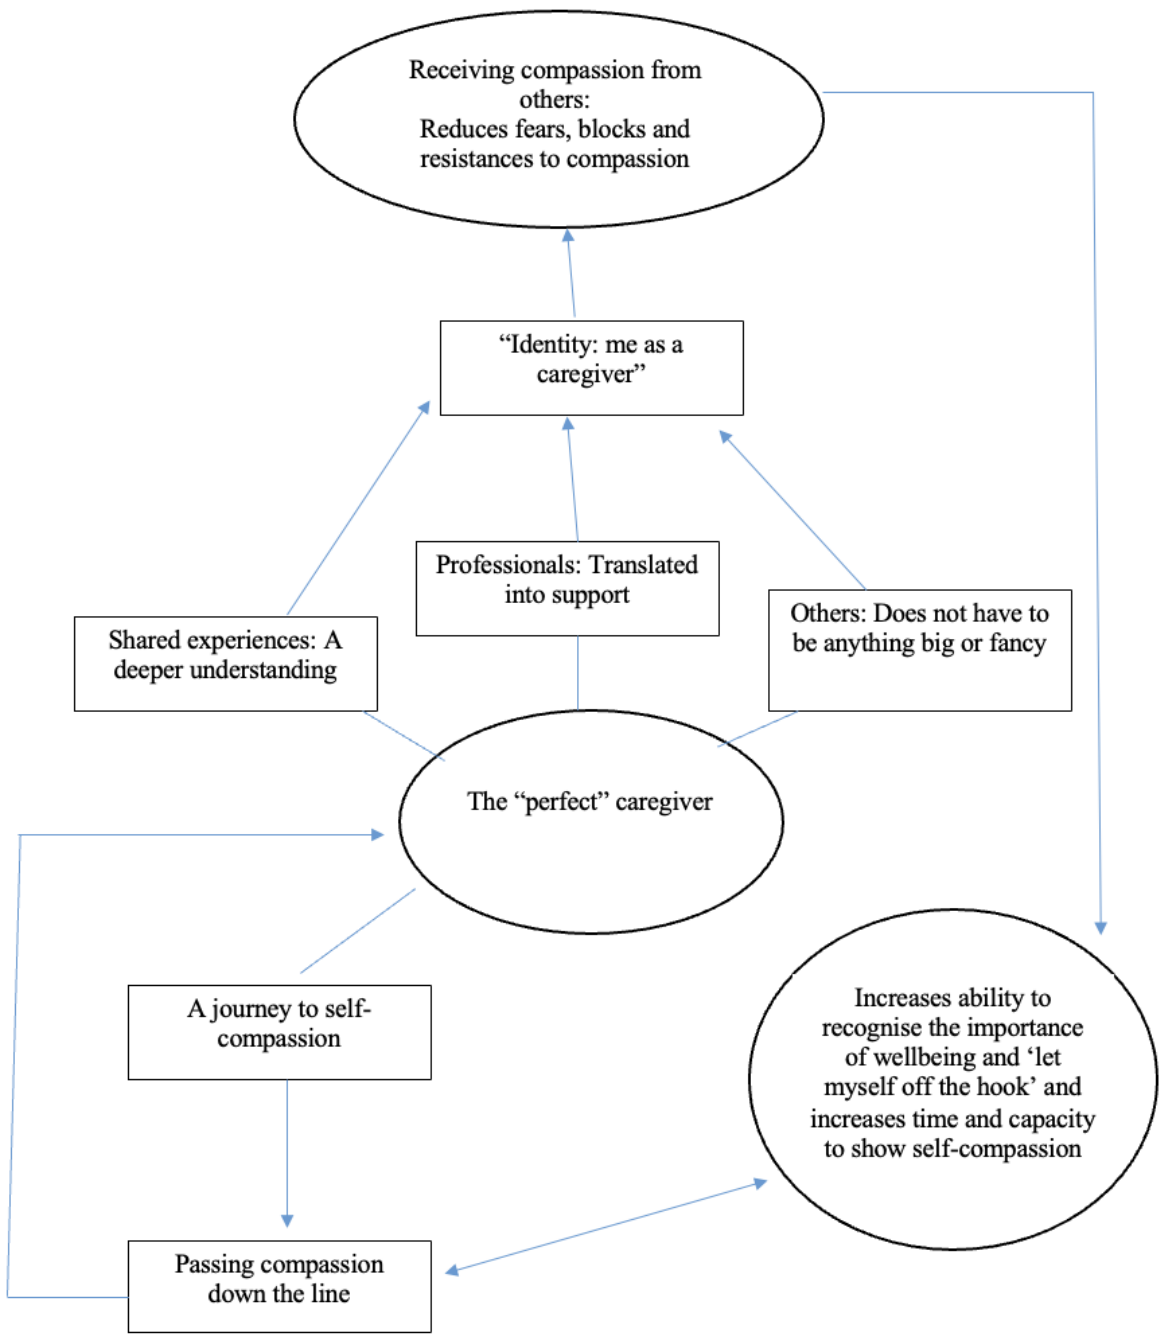 Receiving compassion from
others:
Reduces fears, blocks and
resistances to compassion
“Identity: me as a
caregiver”
Professionals: Translated
into support
Others: Does not have to
be anything big or fancy
Shared experiences: A
deeper understanding
The “perfect” caregiver
A journey to self-
compassion
Increases ability to
recognise the importance
of wellbeing and ‘let
myself off the hook’ and
increases time and capacity
to show self-compassion
Passing compassion
down the line